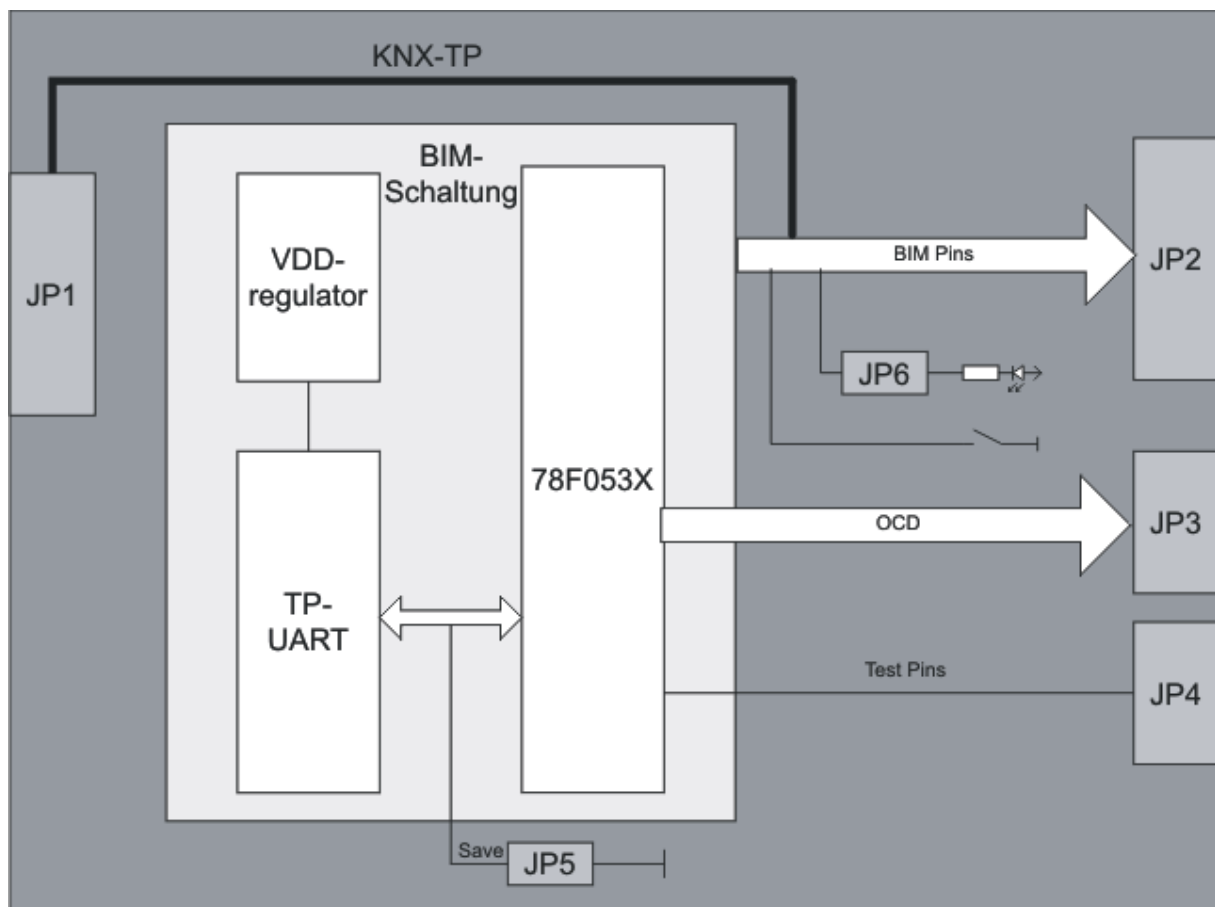 KNX-TP
BIM-
Schaltung
VDD-
regulator
JP1
BIM Pins
JP2
JP6
78F053X
OCD
JP3
TP-
UART
Test Pins
JP4
Save
JP5